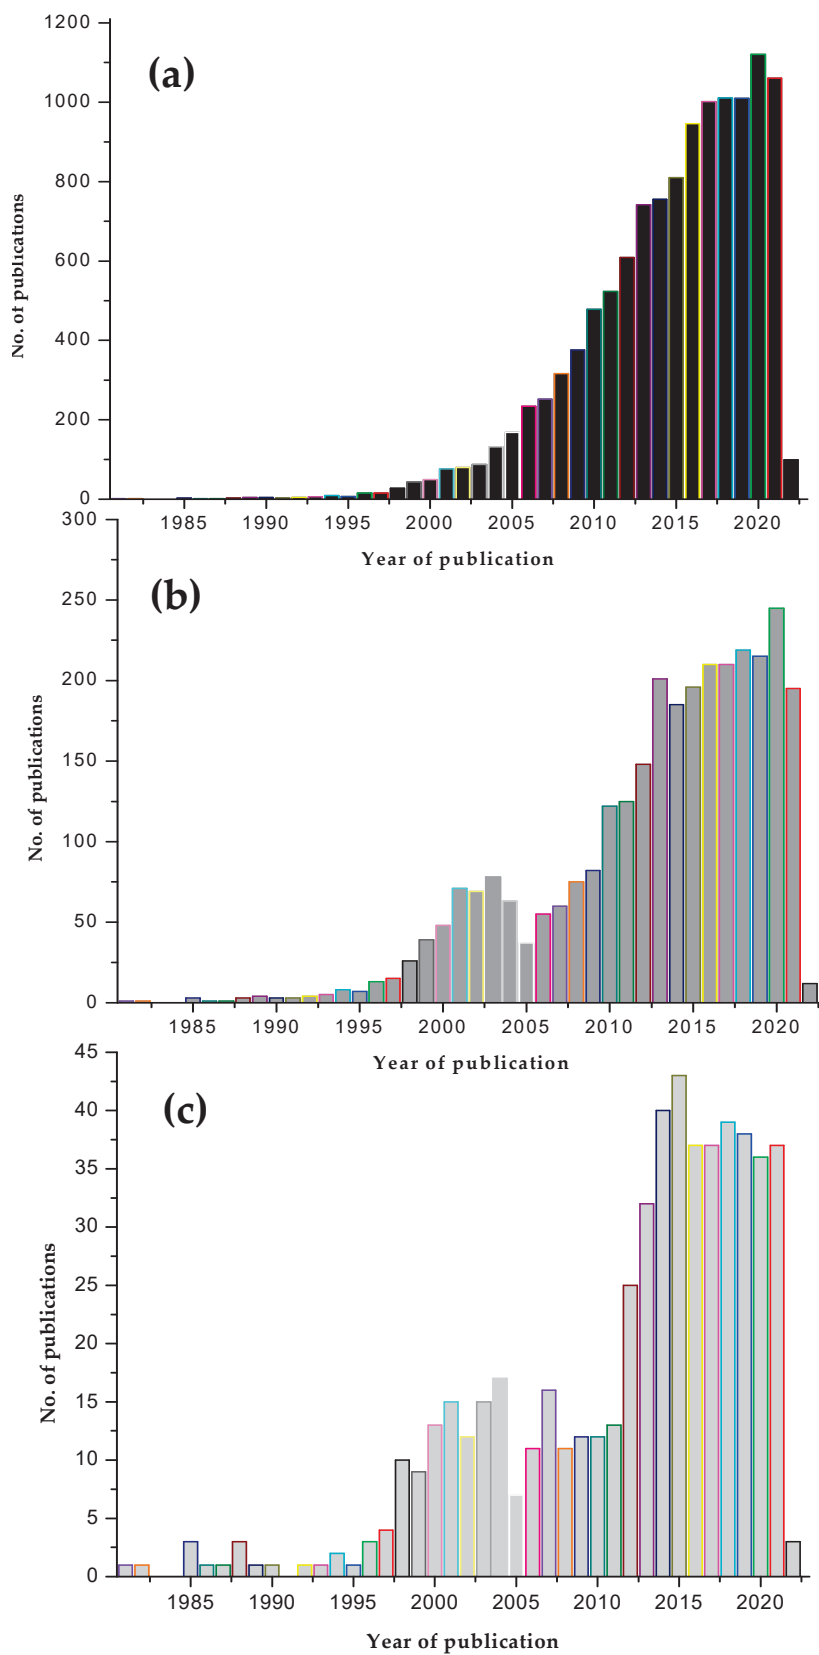 1200
(a)
1000
800
600
400
200
0
No. of publications
1985 1990 1995 2000 2005 2010 2015 2020
Year of publication
300
(b)
250
200
150
100
50
0
No. of publications
1985 1990 1995 2000 2005 2010 2015 2020
Year of publication
45
(c)
40
35
30
25
20
15
10
5
0
No. of publications
1985 1990 1995 2000 2005 2010 2015 2020
Year of publication